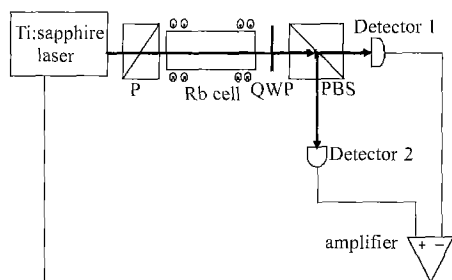 Ti:sapphire
laser
P
Rb cell
QWP
PBS
Detector 1
Detector 2
amplifier
+ −